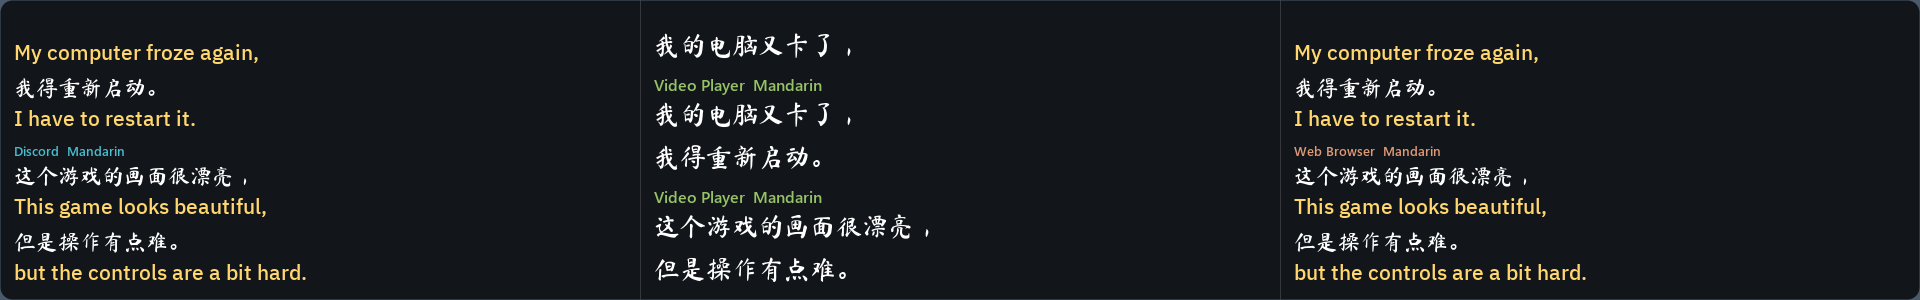 My computer froze again,
我得重新启动。
I have to restart it.
Discord Mandarin
这个游戏的画面很漂亮，
This game looks beautiful,
但是操作有点难。
but the controls are a bit hard.
我的电脑又卡了，
Video Player Mandarin
我的电脑又卡了，
我得重新启动。
Video Player Mandarin
这个游戏的画面很漂亮，
但是操作有点难。
My computer froze again,
我得重新启动。
I have to restart it.
Web Browser Mandarin
这个游戏的画面很漂亮，
This game looks beautiful,
但是操作有点难。
but the controls are a bit hard.